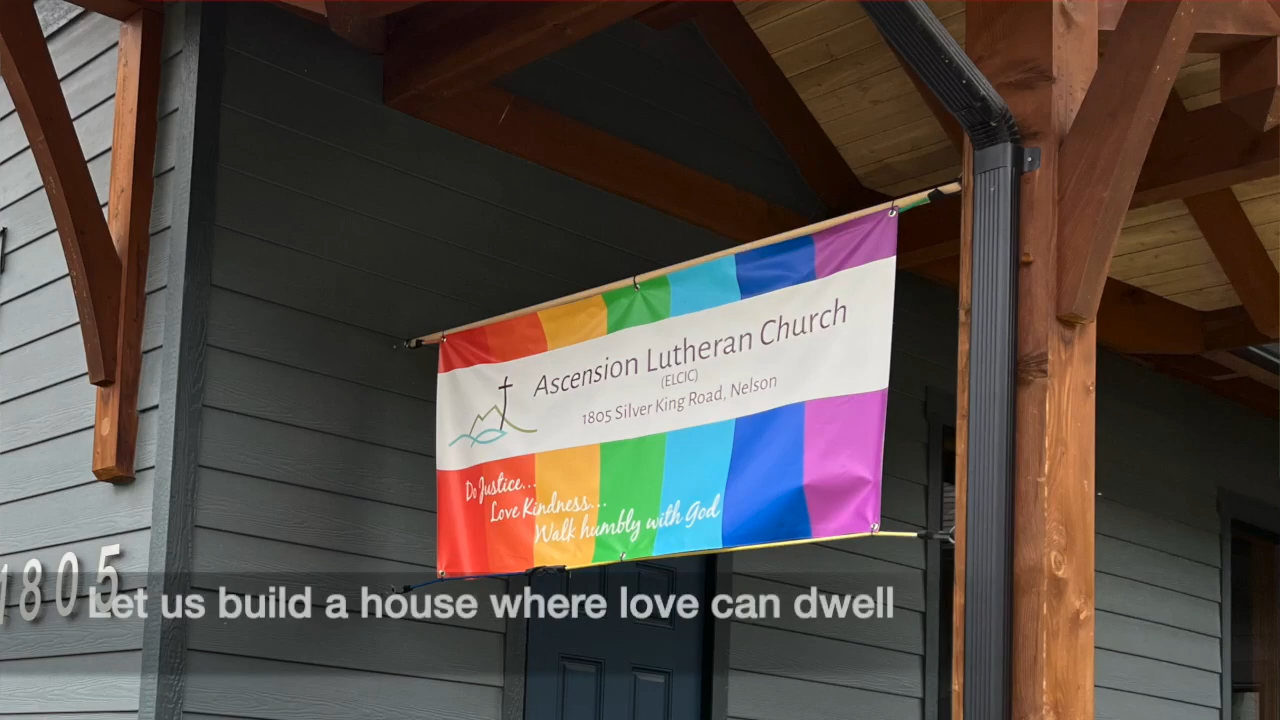 Ascension Lutheran Church
(ELCIC)
1805 Silver King Road, Nelson
Do Justice...
Love Kindness...
Walk humbly with God
1805
Let us build a house where love can dwell